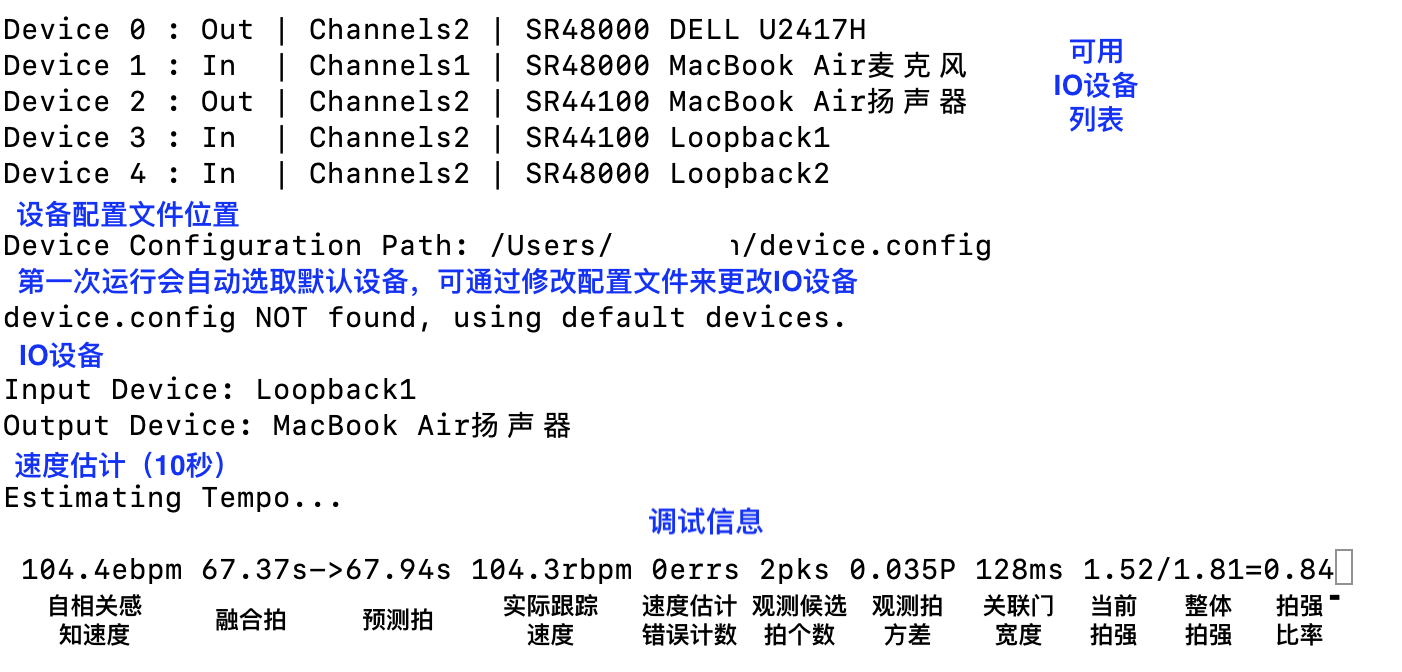 Device 0 : Out | Channels2 | SR48000 DELL U2417H
Device 1 : In  | Channels1 | SR48000 MacBook Air麦克风
Device 2 : Out | Channels2 | SR44100 MacBook Air扬声器
Device 3 : In  | Channels2 | SR44100 Loopback1
Device 4 : In  | Channels2 | SR48000 Loopback2
可用
IO设备
列表
设备配置文件位置
Device Configuration Path: /Users/ /device.config
第一次运行会自动选取默认设备，可通过修改配置文件来更改IO设备
device.config NOT found, using default devices.
IO设备
Input Device: Loopback1
Output Device: MacBook Air扬声器
速度估计（10秒）
Estimating Tempo...
调试信息
104.4ebpm 67.37s->67.94s 104.3rbpm 0errs 2pks 0.035P 128ms 1.52/1.81=0.84
自相关感
知速度
融合拍
预测拍
实际跟踪
速度
速度估计
错误计数
观测候选
拍个数
观测拍
方差
关联门
宽度
当前
拍强
整体
拍强
拍强
比率